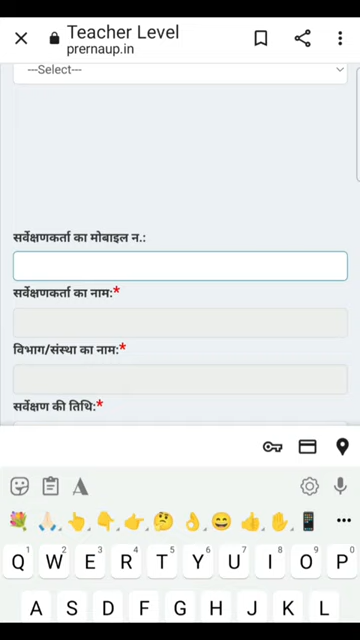 Teacher Level
prernaup.in
---Select---
सर्वेक्षणकर्ता का मोबाइल न.:
सर्वेक्षणकर्ता का नाम:*
विभाग/संस्था का नाम:*
सर्वेक्षण की तिथि:*
1 2 3 4 5 6 7 8 9 0
Q W E R T Y U I O P
A S D F G H J K L